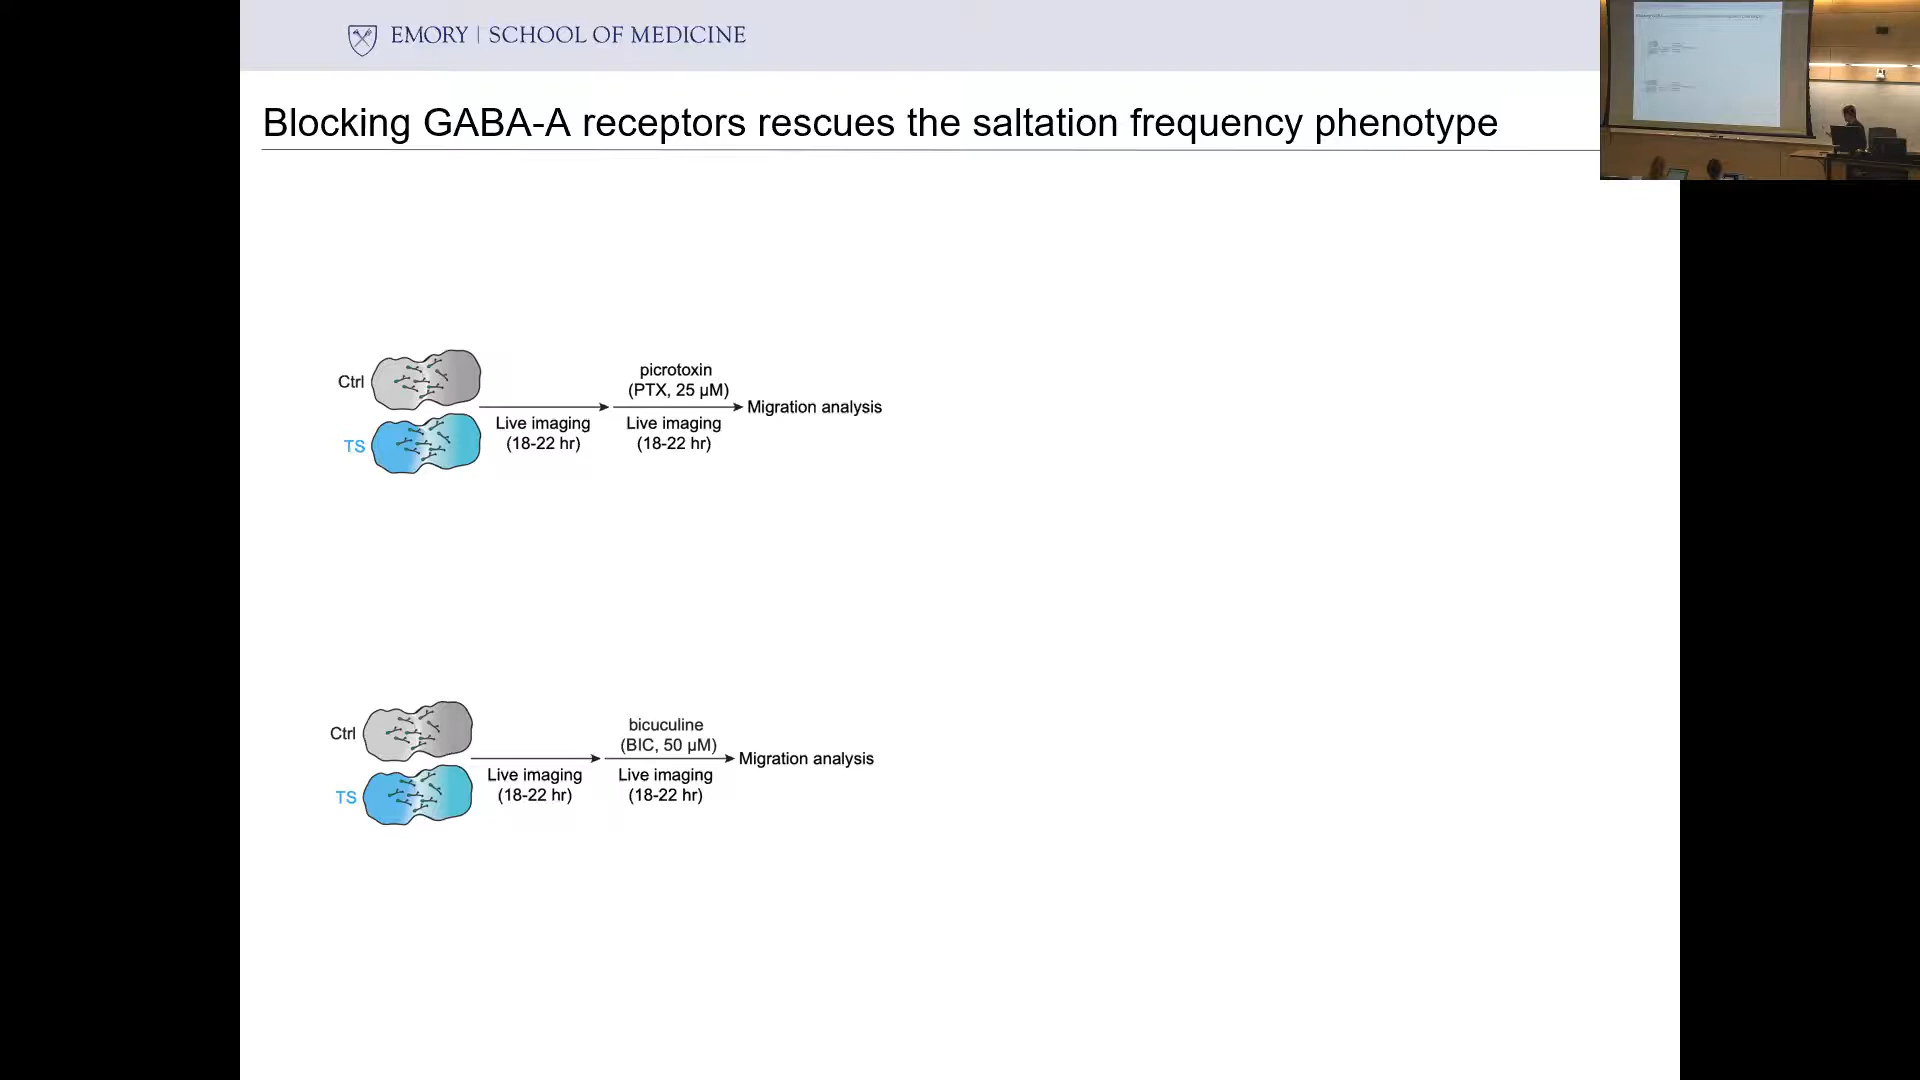 EMORY | SCHOOL OF MEDICINE
Blocking GABA-A receptors rescues the saltation frequency phenotype
Ctrl
TS
Live imaging
(18-22 hr)
picrotoxin
(PTX, 25 µM)
Live imaging
(18-22 hr)
Migration analysis
Ctrl
TS
Live imaging
(18-22 hr)
bicuculine
(BIC, 50 µM)
Live imaging
(18-22 hr)
Migration analysis